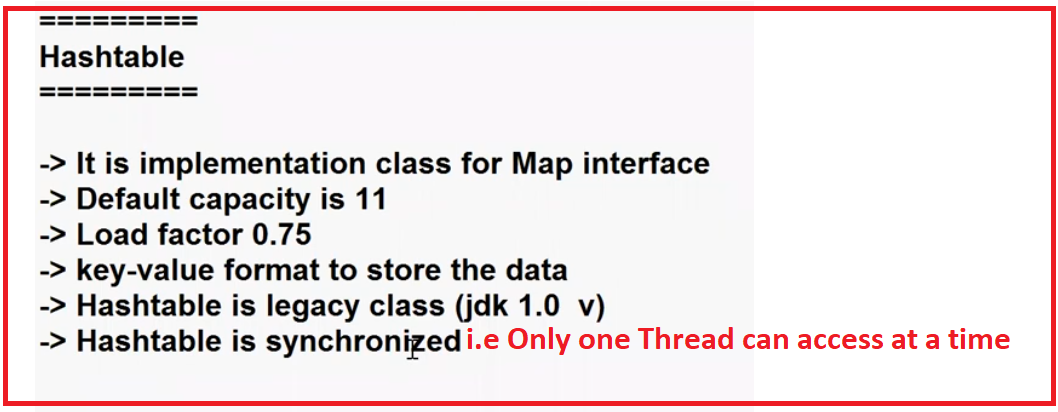 =========
Hashtable
=========
-> It is implementation class for Map interface
-> Default capacity is 11
-> Load factor 0.75
-> key-value format to store the data
-> Hashtable is legacy class (jdk 1.0  v)
-> Hashtable is synchronized i.e Only one Thread can access at a time